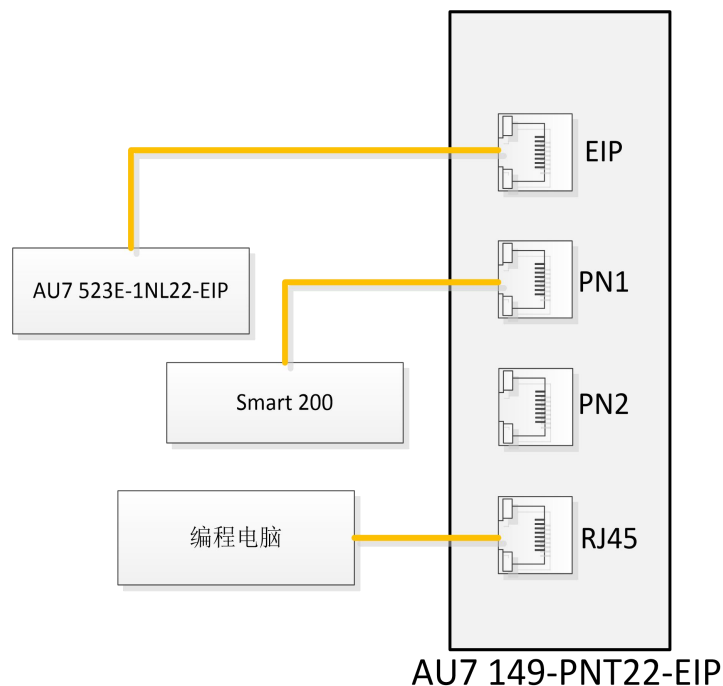 EIP
AU7 523E-1NL22-EIP
PN1
Smart 200
PN2
编程电脑
RJ45
AU7 149-PNT22-EIP